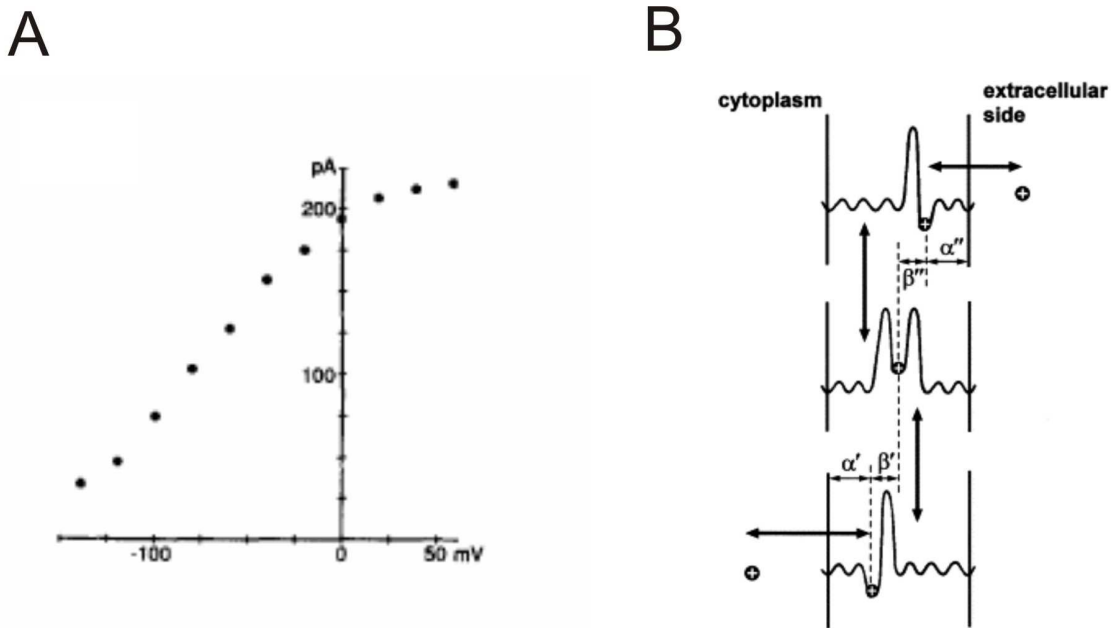 A
pA
200
100
-100
0
50 mV
B
cytoplasm
extracellular
side
+
+
α″
β″
+
α′
β′
+
+